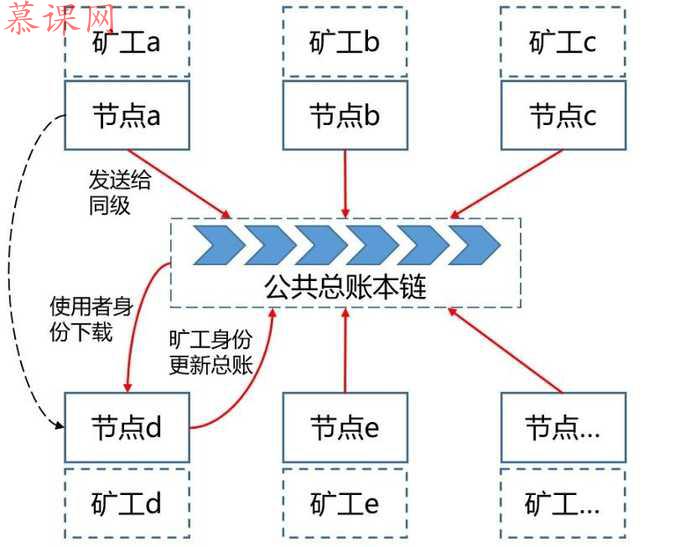 慕课网
矿工a
矿工b
矿工c
节点a
节点b
节点c
发送给
同级
公共总账本链
使用者身
份下载
旷工身份
更新总账
节点d
节点e
节点...
矿工d
矿工e
矿工...